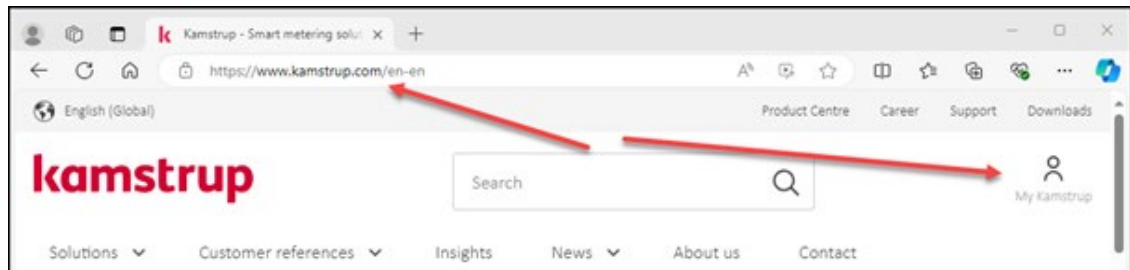 Kamstrup - Smart metering solut
https://www.kamstrup.com/en-en
English (Global) Product Centre Career Support Downloads
kamstrup Search My Kamstrup
Solutions Customer references Insights News About us Contact